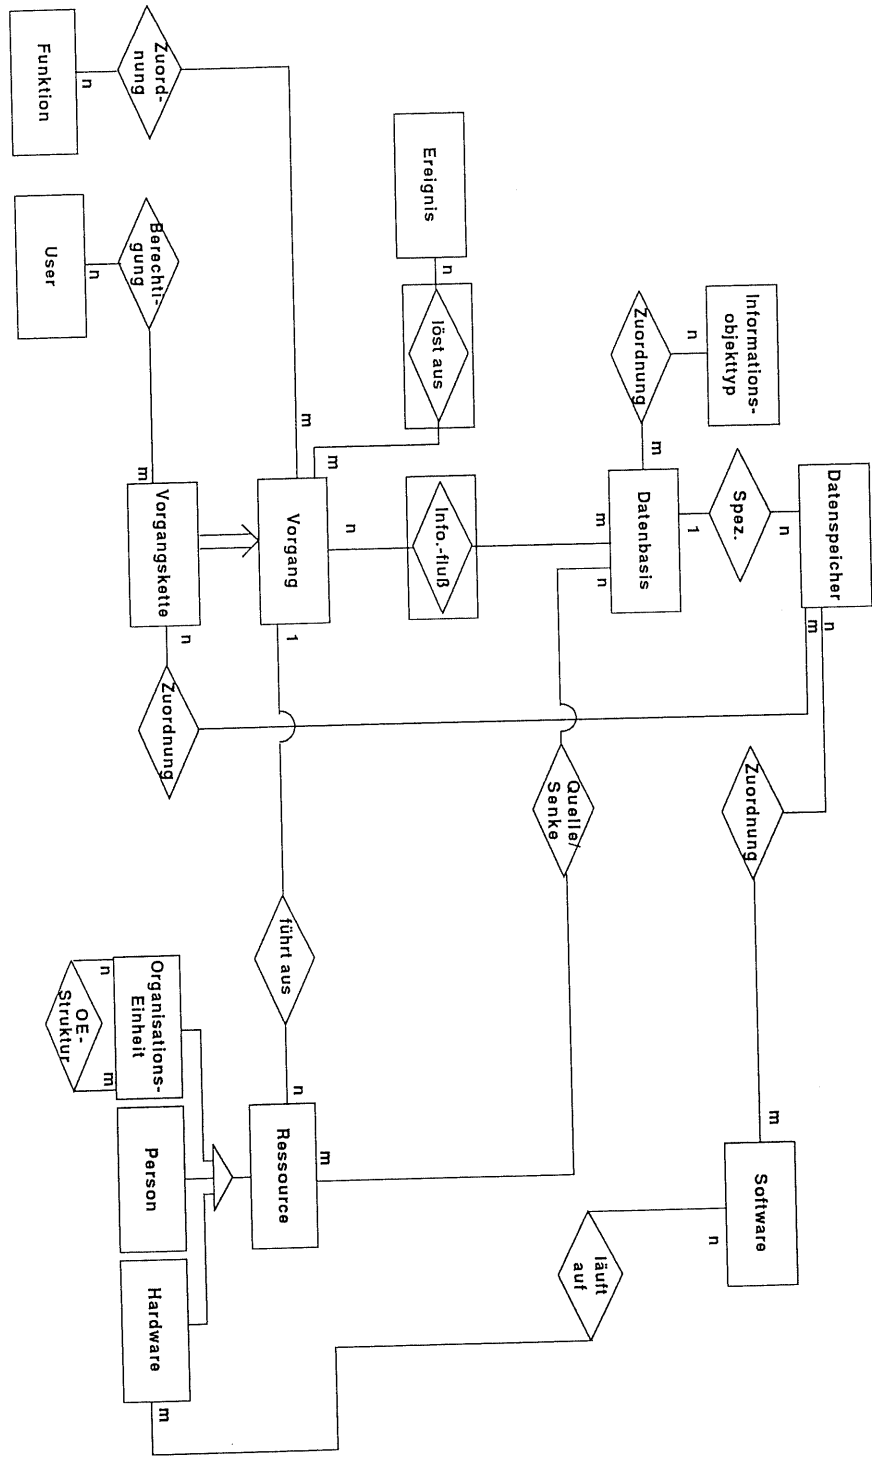 Datenspeicher
n
m
Software
m
n
Informations-
objekttyp
n
Spez.
n
1
Zuordnung
Zuordnung
m
Datenbasis
m
n
läuft
auf
Quelle/
Senke
Ereignis
n
löst aus
Info.-fluß
n
m
m
Vorgang
1
führt aus
n
Ressource
m
Zuord-
nung
Berechti-
gung
m
Vorgangskette
n
Zuordnung
Organisations-
Einheit
n
m
OE-
Struktur
Person
Hardware
m
n
Funktion
n
User